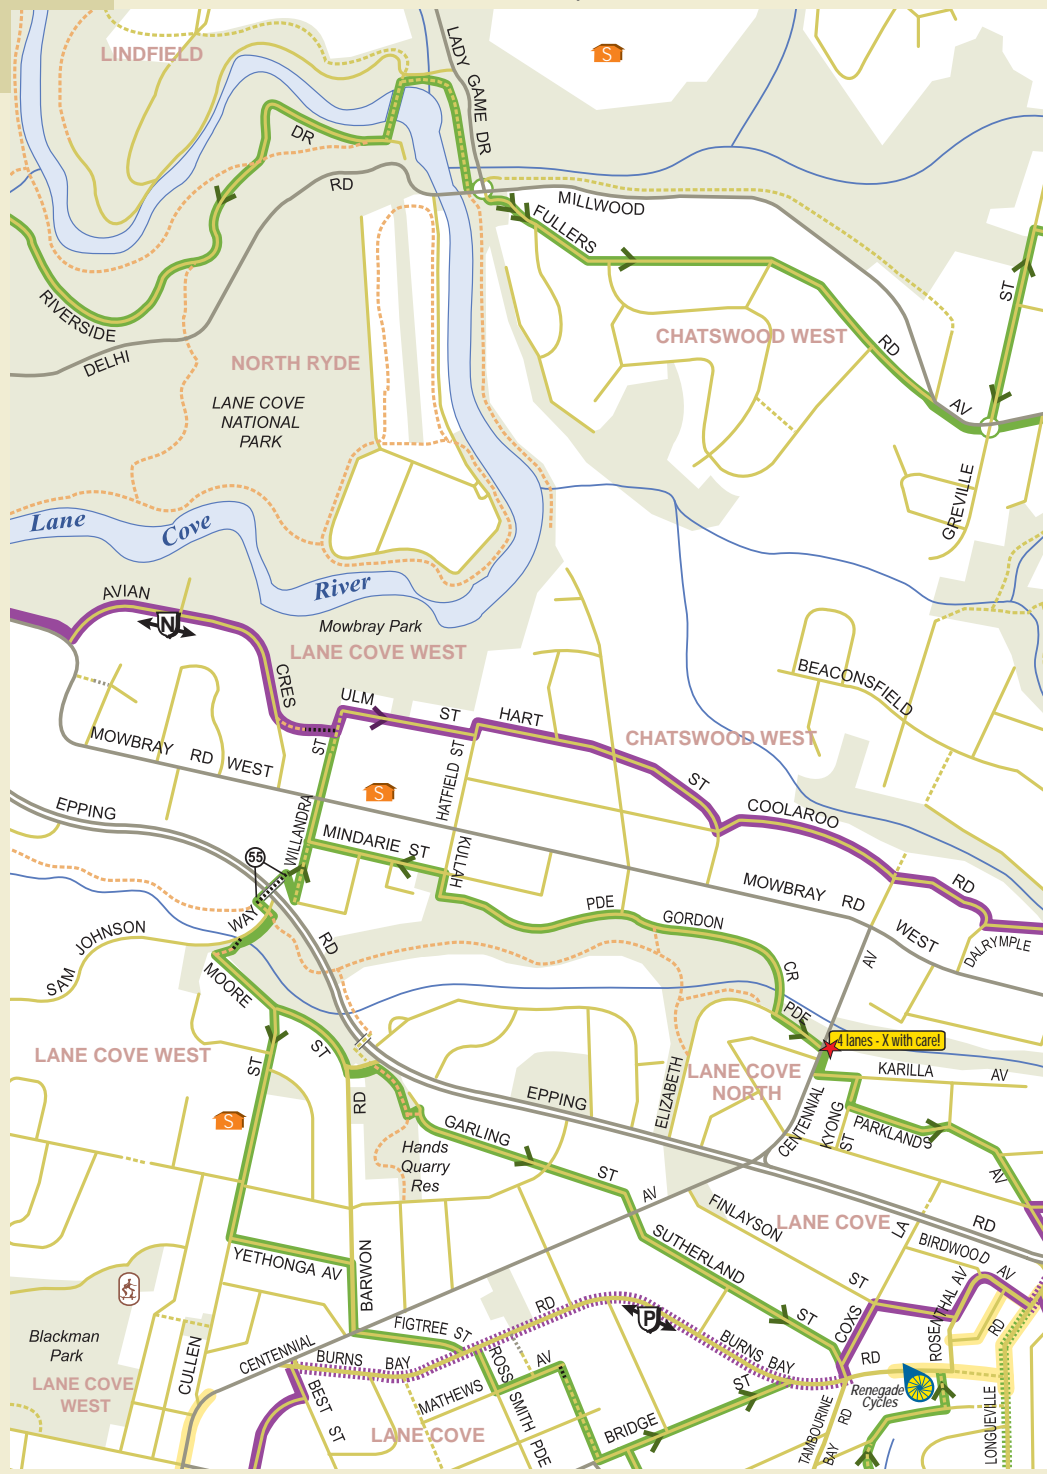 LINDFIELD
S
LADY GAME DR
DR
RD
MILLWOOD
FULLERS
ST
RIVERSIDE
DELHI
NORTH RYDE
CHATSWOOD WEST
RD
AV
LANE COVE
NATIONAL
PARK
GREVILLE
Lane
Cove
River
AVIAN
N
Mowbray Park
LANE COVE WEST
CRES
ULM
ST
HART
ST
BEACONSFIELD
CHATSWOOD WEST
MOWBRAY RD WEST
ST
HATFIELD ST
S
COOLAROO
RD
EPPING
WILLANDRA
MINDARIE ST
KULLAH
55
MOWBRAY RD
WEST
DALRYMPLE
PDE
GORDON
CR
PDE
AV
WAY
RD
SAM JOHNSON
MOORE
ST
4 lanes - X with care!
LANE COVE WEST
ST
RD
ELIZABETH
LANE COVE
NORTH
KARILLA AV
EPPING
CENTENNIAL
KYONG
ST
PARKLANDS
AV
S
GARLING
ST
Hands
Quarry
Res
AV
FINLAYSON
ST
LANE COVE
LA
RD
BIRDWOOD
AV
YETHONGA AV
BARWON
SUTHERLAND
ST
COXS
RD
ROSENTHAL AV
RD
RD
P
BURNS BAY
FIGTREE ST
Blackman
Park
LANE COVE
WEST
CULLEN
CENTENNIAL
BURNS BAY
BEST ST
MATHEWS
AV
ROSS SMITH PDE
LANE COVE
BRIDGE
ST
TAMBOURINE
BAY
RD
Renegade
Cycles
LONGUEVILLE